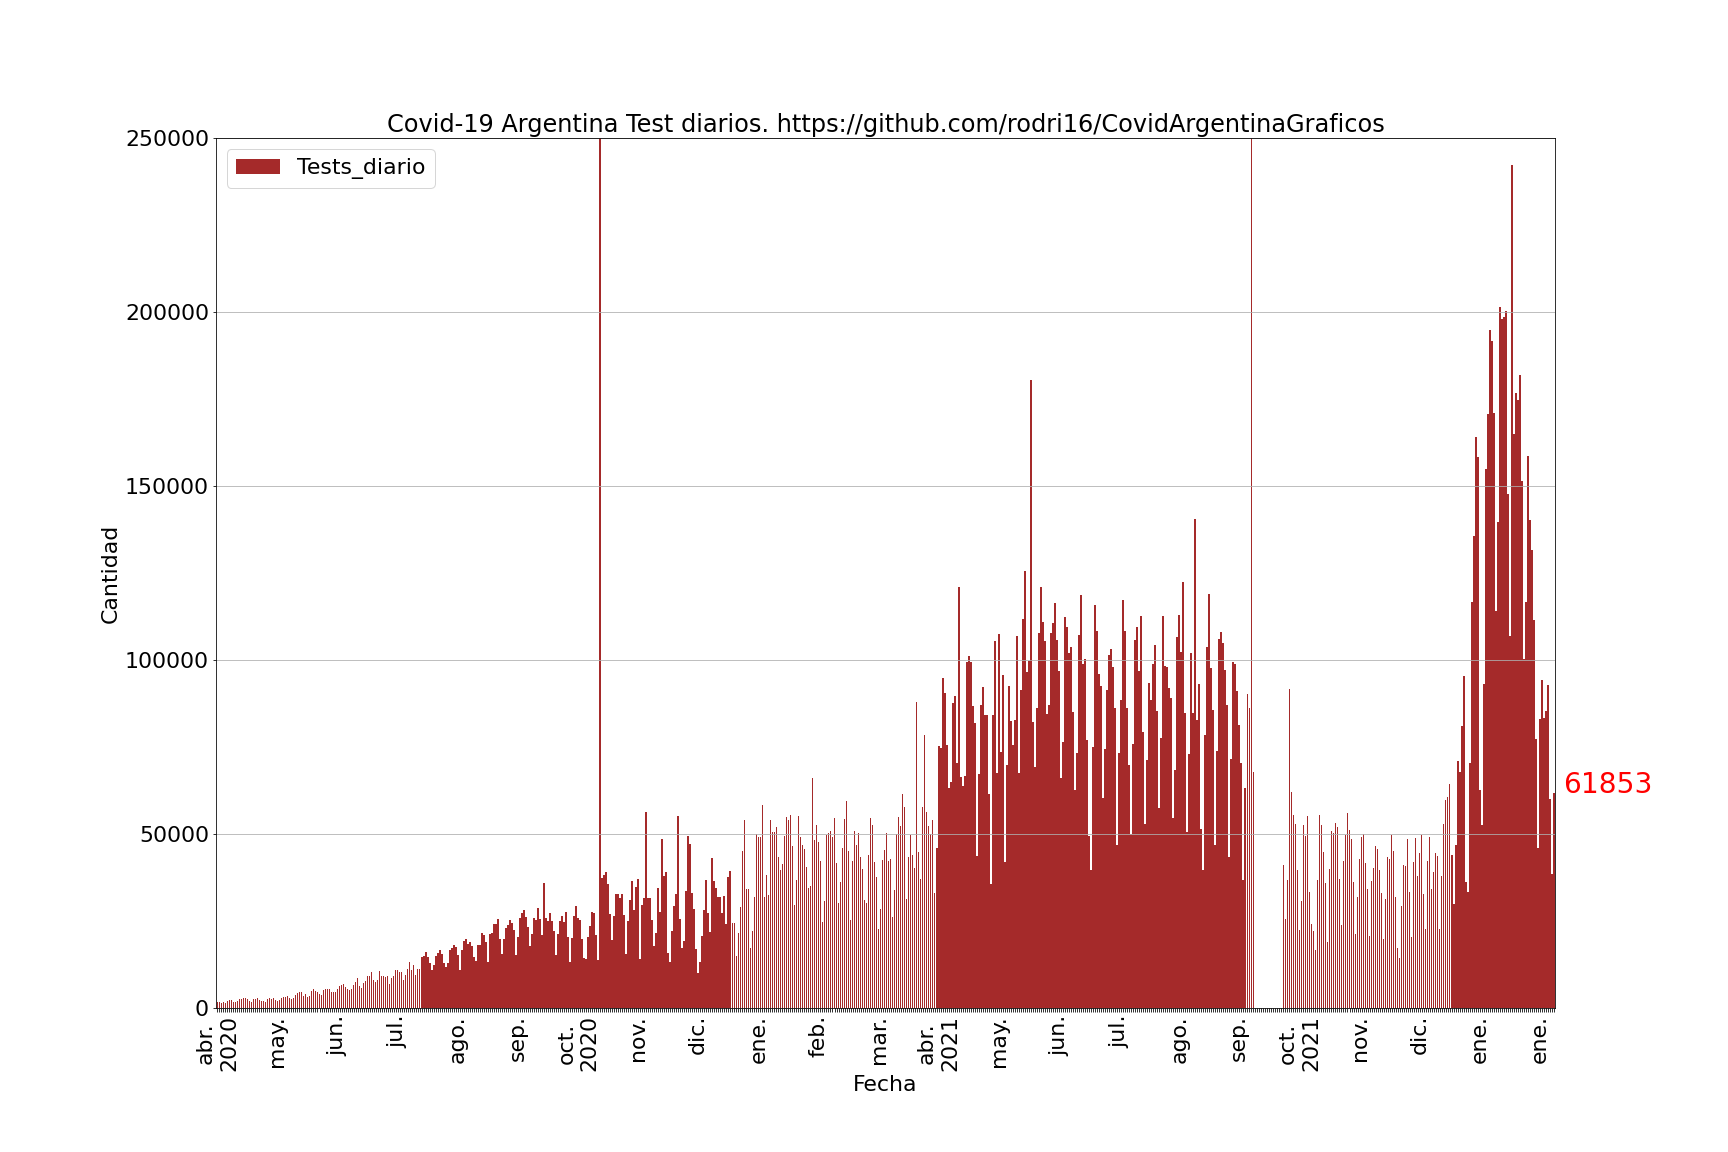 Covid-19 Argentina Test diarios. https://github.com/rodri16/CovidArgentinaGraficos
Tests_diario
250000
200000
150000
100000
50000
0
Cantidad
61853
abr.
2020
may.
jun.
jul.
ago.
sep.
oct.
2020
nov.
dic.
ene.
feb.
mar.
abr.
2021
may.
jun.
jul.
ago.
sep.
oct.
2021
nov.
dic.
ene.
ene.
Fecha